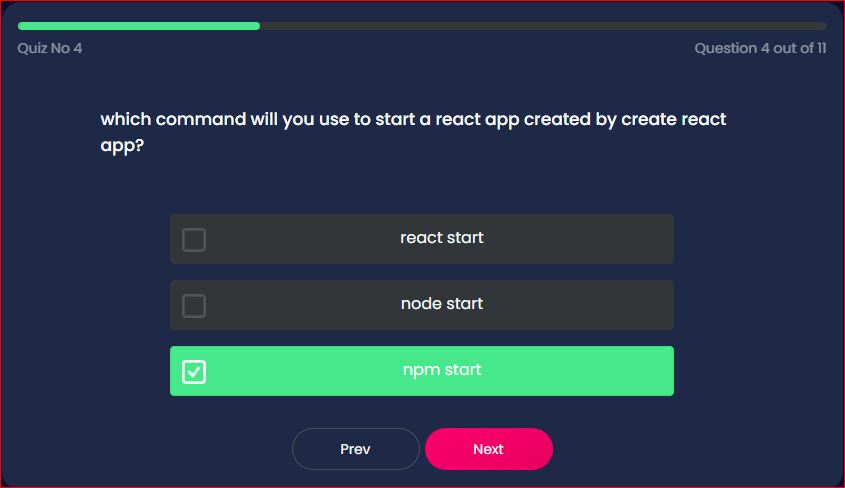 Quiz No 4
Question 4 out of 11
which command will you use to start a react app created by create react
app?
react start
node start
npm start
Prev
Next